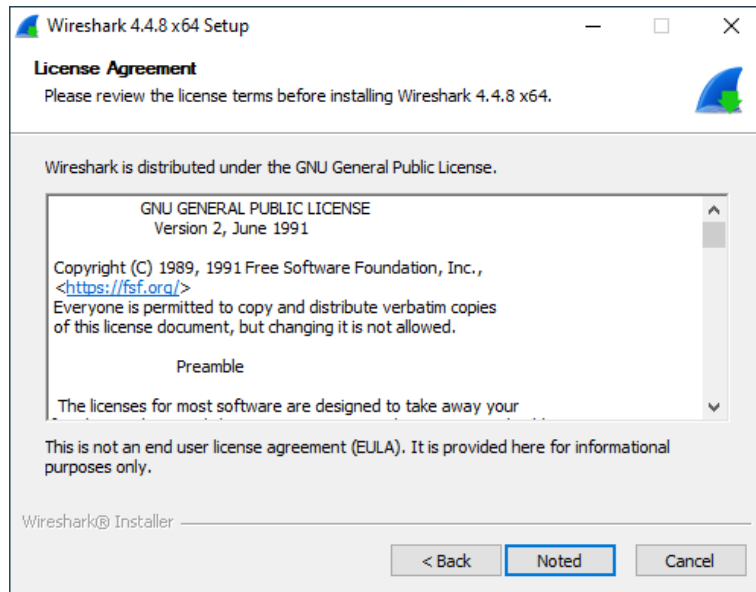 Wireshark 4.4.8 x64 Setup
License Agreement
Please review the license terms before installing Wireshark 4.4.8 x64.
Wireshark is distributed under the GNU General Public License.
GNU GENERAL PUBLIC LICENSE
Version 2, June 1991
Copyright (C) 1989, 1991 Free Software Foundation, Inc.,
<https://fsf.org/>
Everyone is permitted to copy and distribute verbatim copies
of this license document, but changing it is not allowed.
Preamble
The licenses for most software are designed to take away your
This is not an end user license agreement (EULA). It is provided here for informational
purposes only.
Wireshark® Installer
< Back
Noted
Cancel